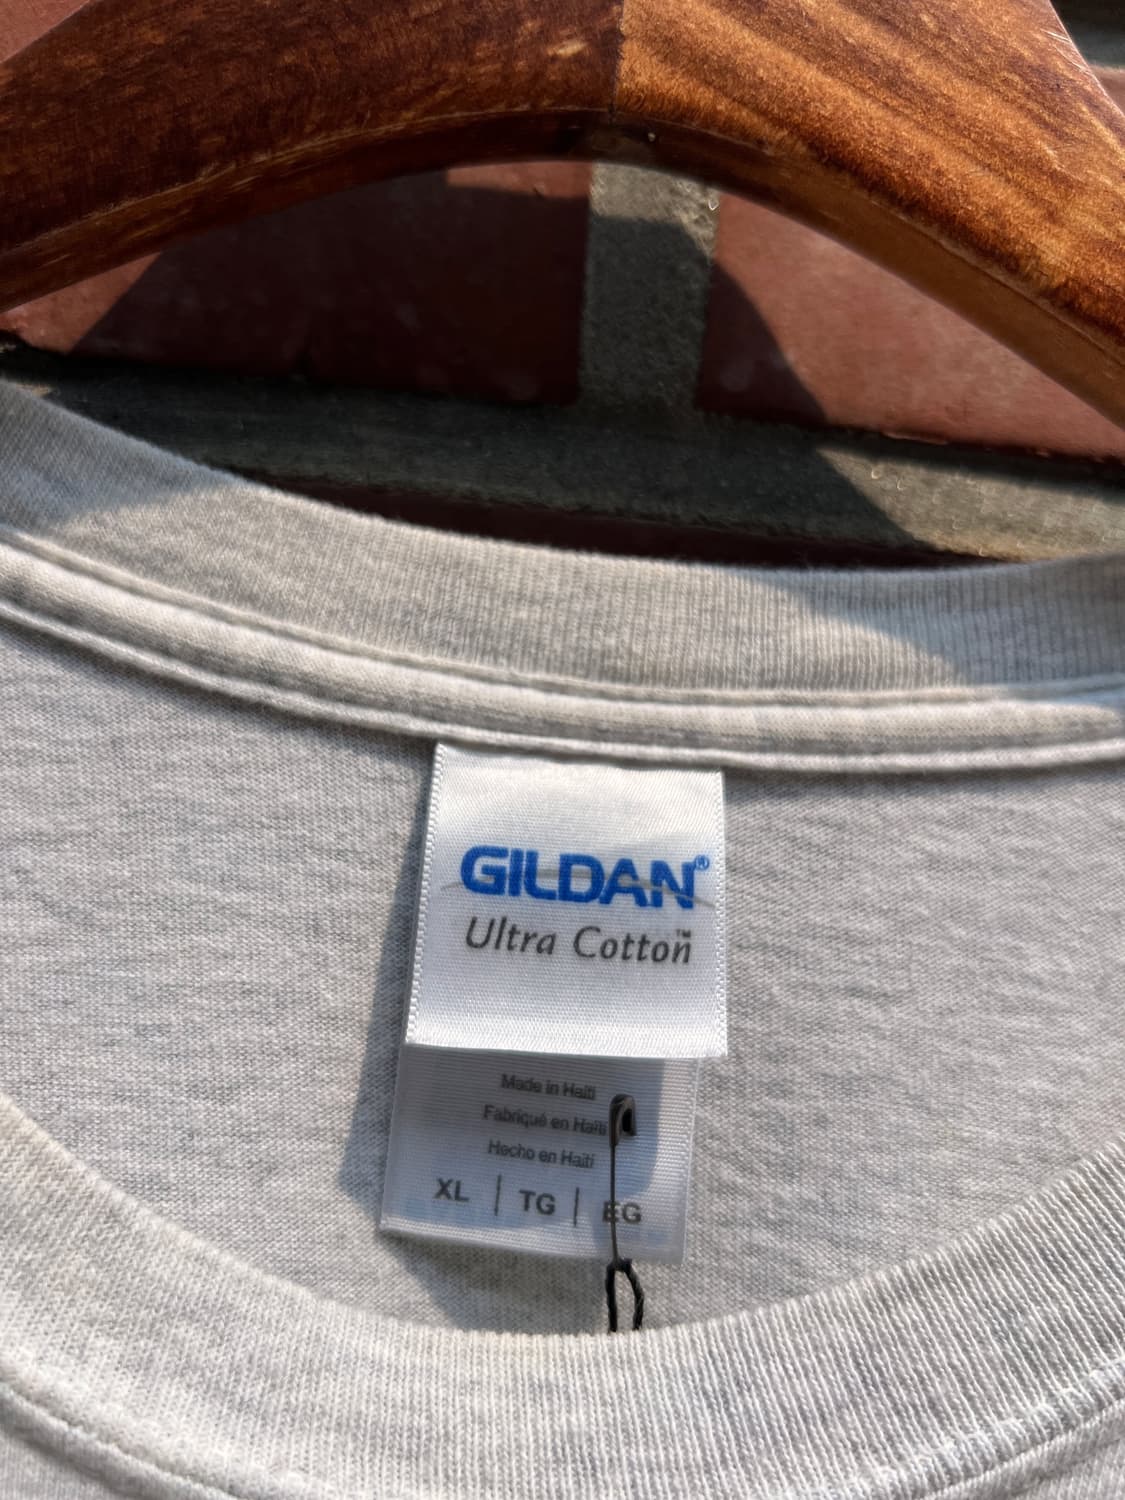 GILDAN®
Ultra Cotton™
Made in Haiti
Fabriqué en Haïti
Hecho en Haití
XL | TG | EG